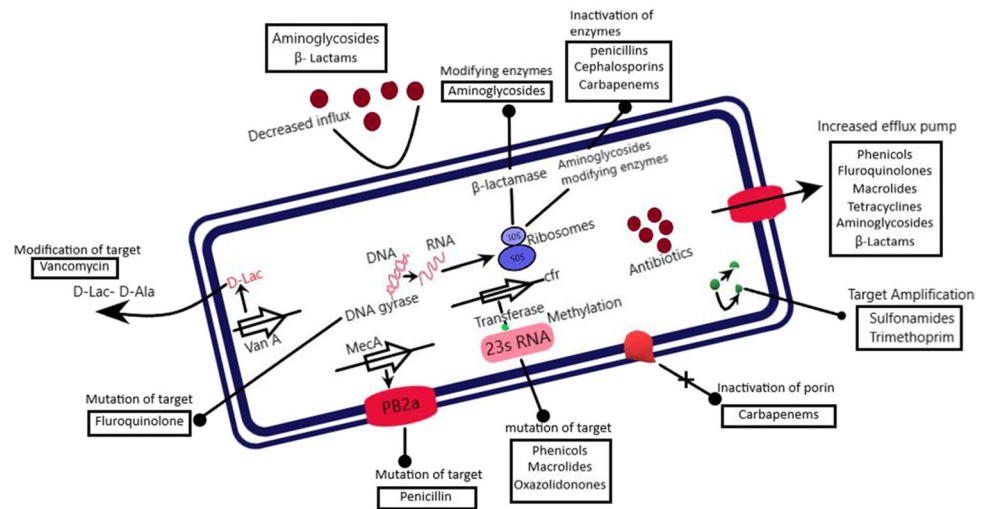 Aminoglycosides
β- Lactams
Decreased influx
Modifying enzymes
Aminoglycosides
Inactivation of
enzymes
penicillins
Cephalosporins
Carbapenems
Increased efflux pump
Phenicols
Fluroquinolones
Macrolides
Tetracyclines
Aminoglycosides
β-Lactams
β-lactamase
Aminoglycosides
modifying enzymes
30S
50S
Ribosomes
Antibiotics
DNA
RNA
Modification of target
Vancomycin
D-Lac- D-Ala
D-Lac
Van A
DNA gyrase
cfr
Transferase
Methylation
23s RNA
MecA
PB2a
Target Amplification
Sulfonamides
Trimethoprim
Mutation of target
Fluroquinolone
Inactivation of porin
Carbapenems
Mutation of target
Penicillin
mutation of target
Phenicols
Macrolides
Oxazolidonones